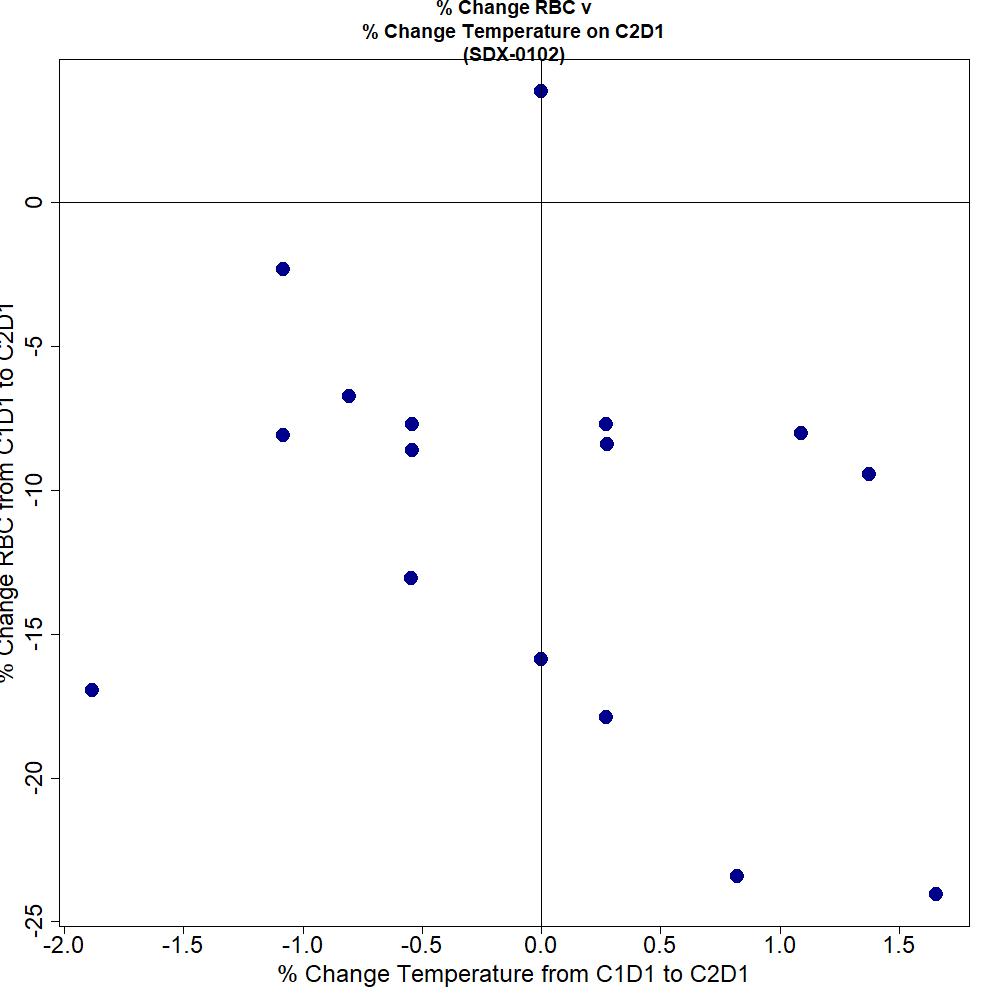 % Change RBC v
% Change Temperature on C2D1
(SDX-0102)
% Change RBC from C1D1 to C2D1
0
-5
-10
-15
-20
-25
-2.0
-1.5
-1.0
-0.5
0.0
0.5
1.0
1.5
% Change Temperature from C1D1 to C2D1